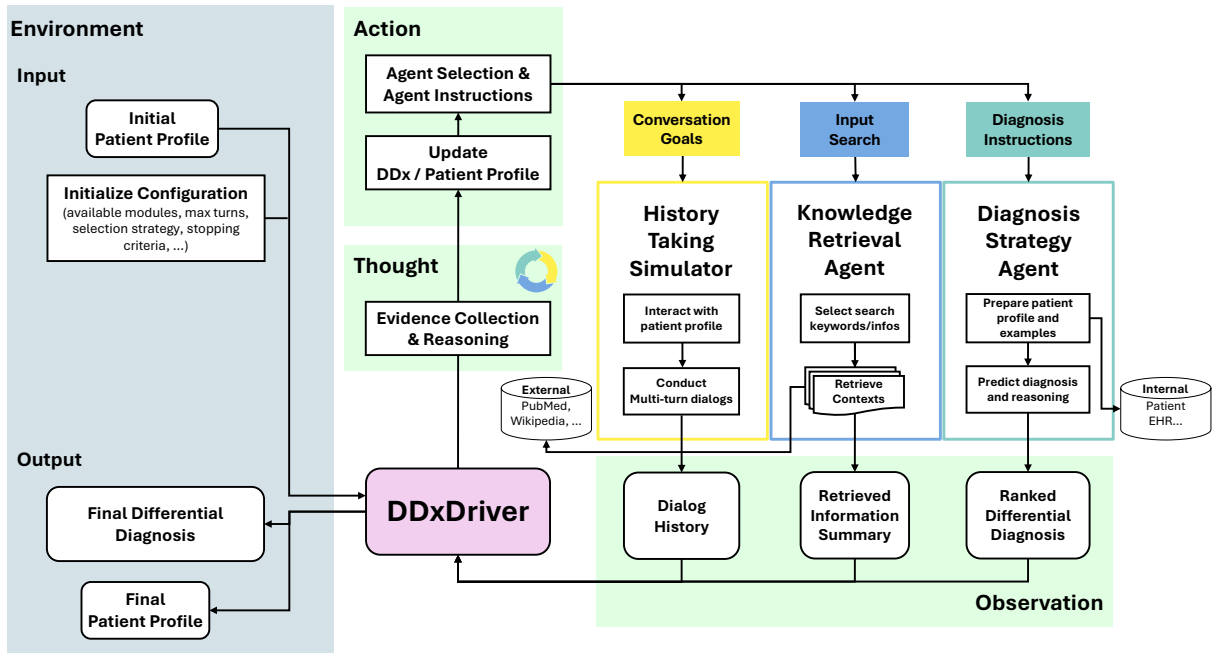 Environment
Input
Initial
Patient Profile
Initialize Configuration
(available modules, max turns,
selection strategy, stopping
criteria, ...)
Output
Final Differential
Diagnosis
Final
Patient Profile
Action
Agent Selection &
Agent Instructions
Update
DDx / Patient Profile
Thought
Evidence Collection
& Reasoning
DDxDriver
Conversation
Goals
History
Taking
Simulator
Interact with
patient profile
Conduct
Multi-turn dialogs
External
PubMed,
Wikipedia, ...
Input
Search
Knowledge
Retrieval
Agent
Select search
keywords/infos
Retrieve
Contexts
Diagnosis
Instructions
Diagnosis
Strategy
Agent
Prepare patient
profile and
examples
Predict diagnosis
and reasoning
Internal
Patient
EHR...
Dialog
History
Retrieved
Information
Summary
Ranked
Differential
Diagnosis
Observation